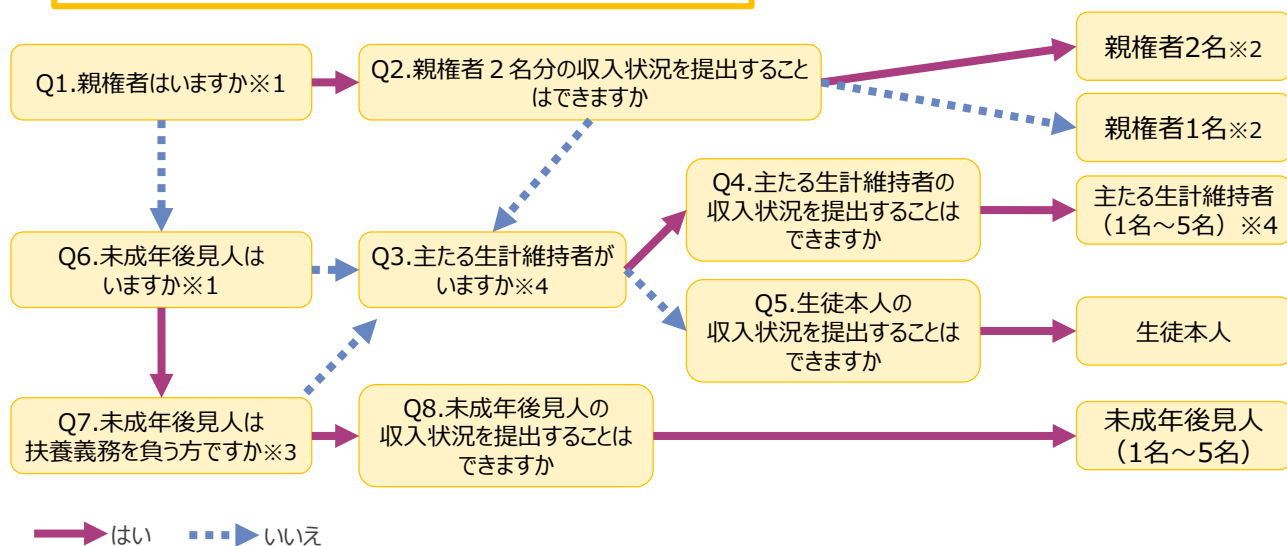 Q1.親権者はいますか※1
Q2.親権者２名分の収入状況を提出すること
はできますか
親権者2名※2
親権者1名※2
Q4.主たる生計維持者の
収入状況を提出することは
できますか
主たる生計維持者
（1名～5名）※4
Q6.未成年後見人は
いますか※1
Q3.主たる生計維持者が
いますか※4
Q5.生徒本人の
収入状況を提出することは
できますか
生徒本人
Q7.未成年後見人は
扶養義務を負う方ですか※3
Q8.未成年後見人の
収入状況を提出することは
できますか
未成年後見人
（1名～5名）
はい
いいえ